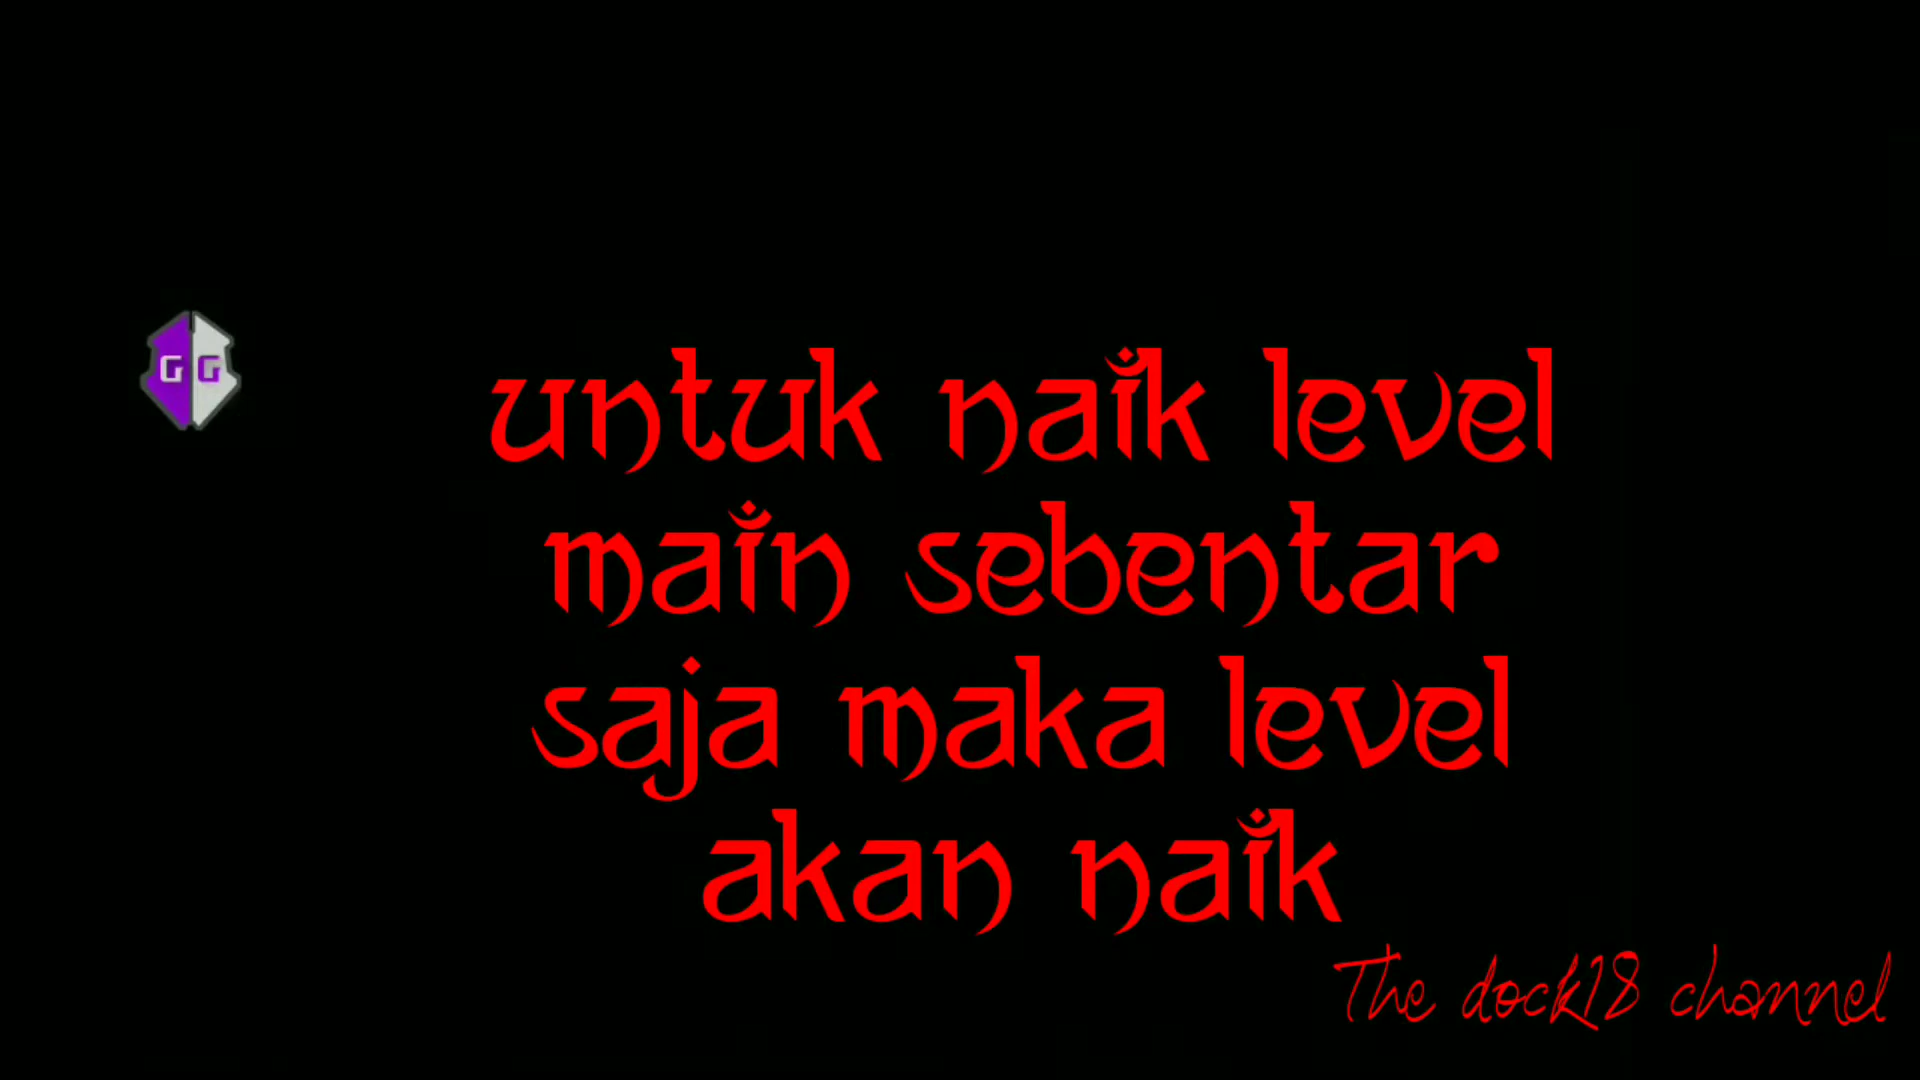 GG
untuk naik level
main sebentar
saja maka level
akan naik
The dock18 channel